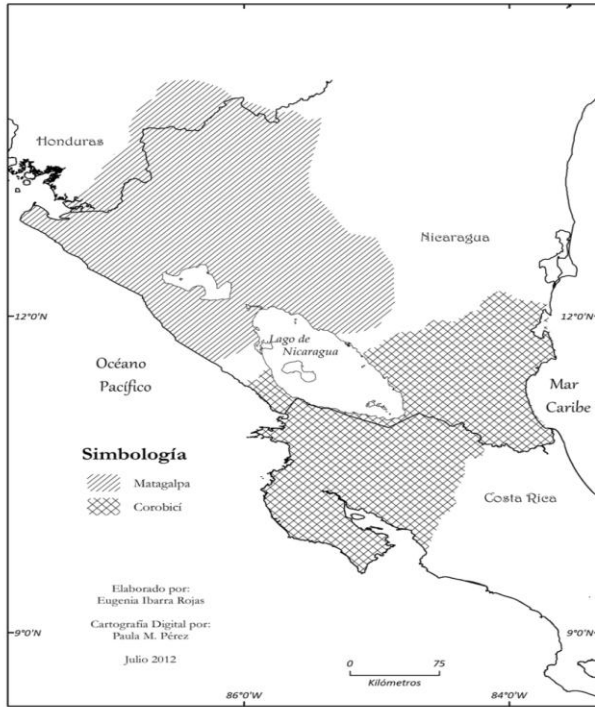 Honduras
Nicaragua
12°0'N
12°0'N
Lago de
Nicaragua
Océano
Pacífico
Mar
Caribe
Simbología
Matagalpa
Corobicí
Costa Rica
Elaborado por:
Eugenia Ibarra Rojas
Cartografía Digital por:
Paula M. Pérez
Julio 2012
9°0'N
9°0'N
0
75
Kilómetros
86°0'W
84°0'W